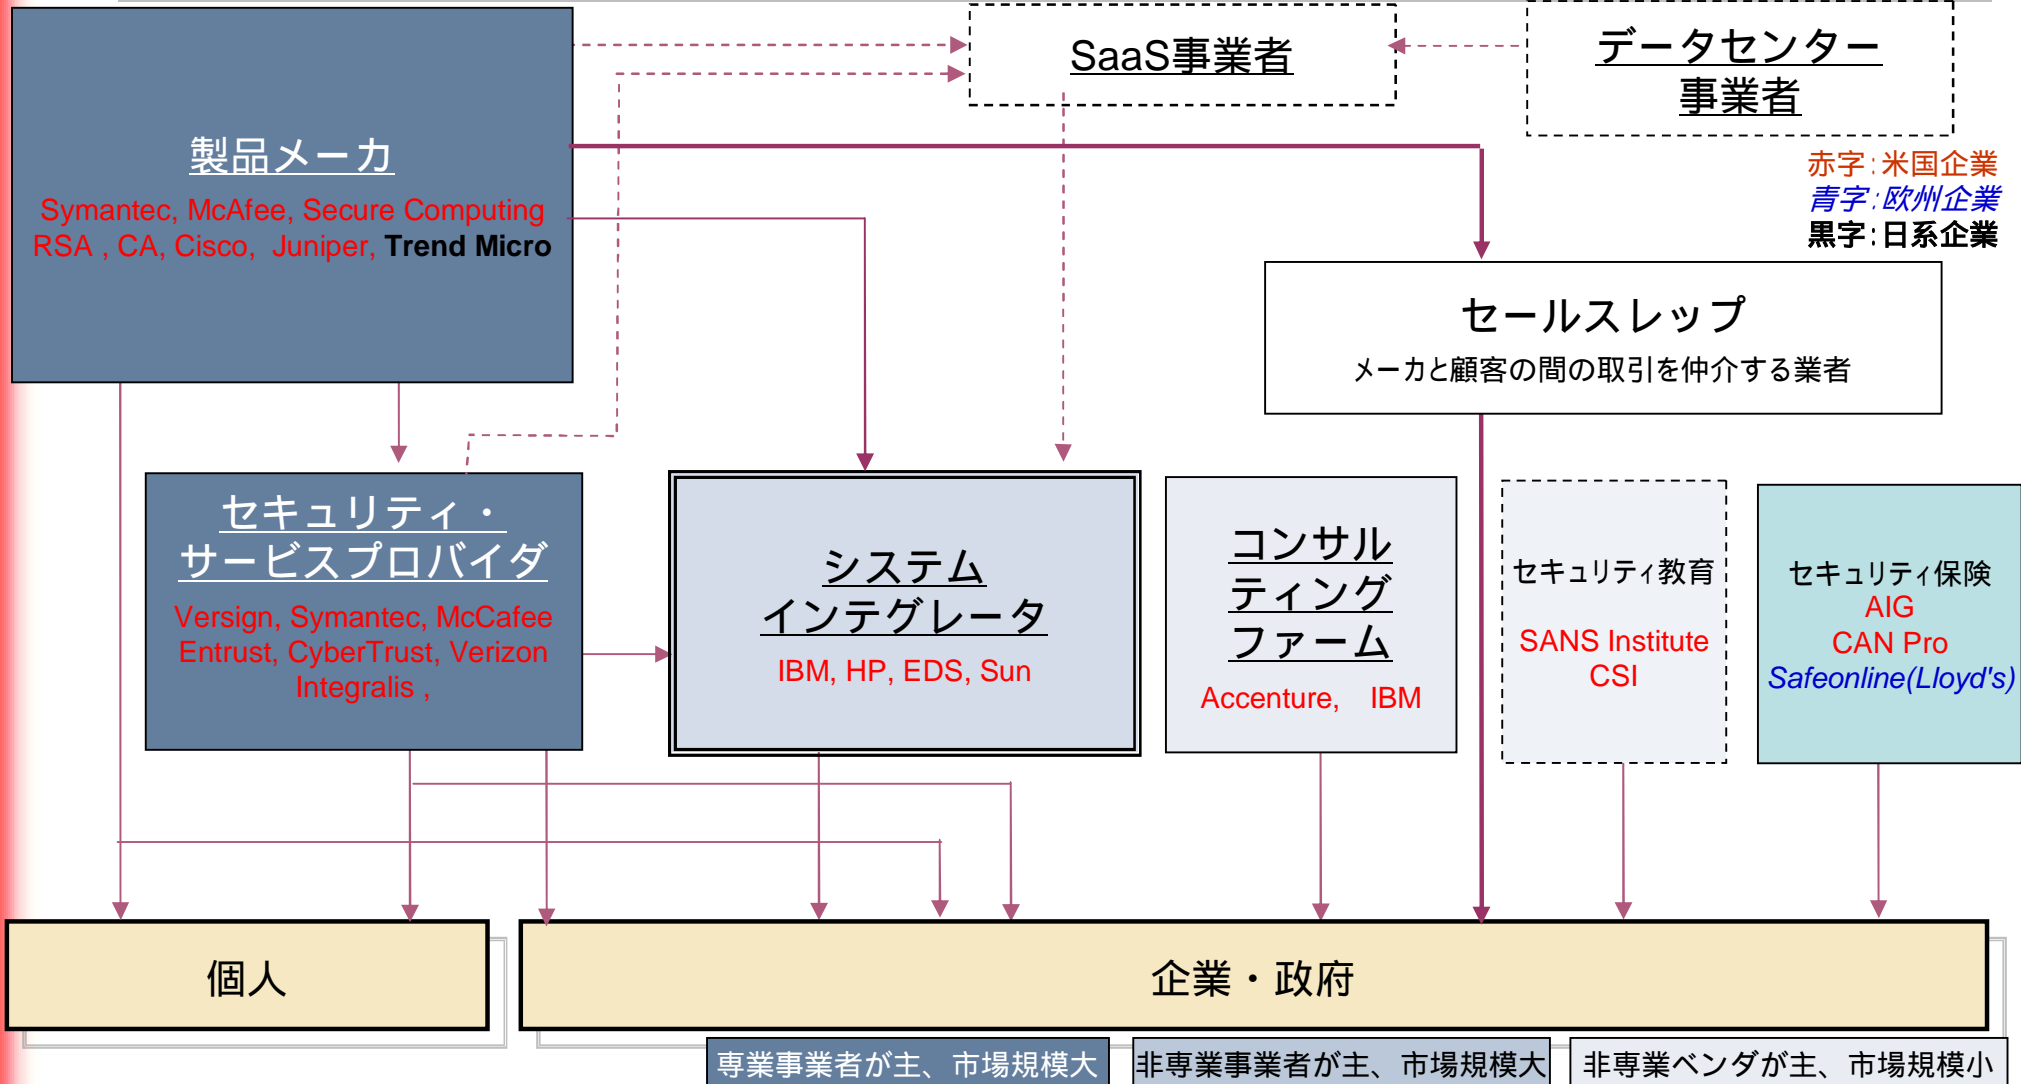 SaaS事業者
データセンター
事業者
製品メーカ
Symantec, McAfee, Secure Computing
RSA , CA, Cisco,  Juniper, Trend Micro
赤字:米国企業
青字:欧州企業
黒字:日系企業
セールスレップ
メーカと顧客の間の取引を仲介する業者
セキュリティ・
サービスプロバイダ
Versign, Symantec, McCafee
Entrust, CyberTrust, Verizon
Integralis ,
システム
インテグレータ
IBM, HP, EDS, Sun
コンサル
ティング
ファーム
Accenture,　IBM
セキュリティ教育
SANS Institute
CSI
セキュリティ保険
AIG
CAN Pro
Safeonline(Lloyd's)
個人
企業・政府
専業事業者が主、市場規模大
非専業事業者が主、市場規模大
非専業ベンダが主、市場規模小